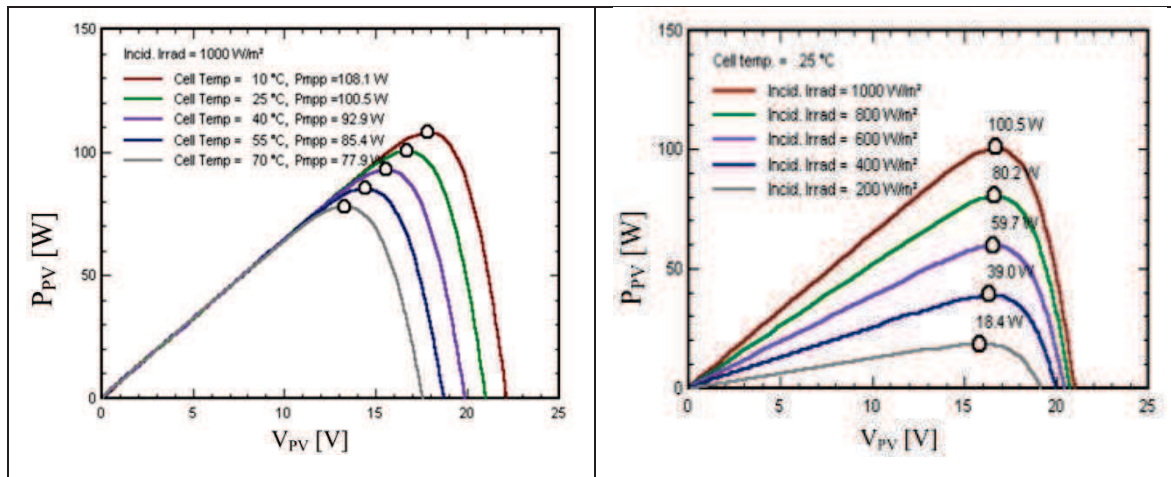 150
Incid. Irrad = 1000 W/m²
Cell Temp = 10 °C, Pmpp=108.1 W
Cell Temp = 25 °C, Pmpp=100.5 W
Cell Temp = 40 °C, Pmpp= 92.9 W
Cell Temp = 55 °C, Pmpp= 85.4 W
Cell Temp = 70 °C, Pmpp= 77.9 W
100
50
0
PPV [W]
0 5 10 15 20 25
VPV [V]
150
Cell temp. = 25 °C
Incid. Irrad = 1000 W/m²
Incid. Irrad = 800 W/m²
Incid. Irrad = 600 W/m²
Incid. Irrad = 400 W/m²
Incid. Irrad = 200 W/m²
100.5 W
80.2 W
59.7 W
39.0 W
18.4 W
100
50
0
PPV [W]
0 5 10 15 20 25
VPV [V]